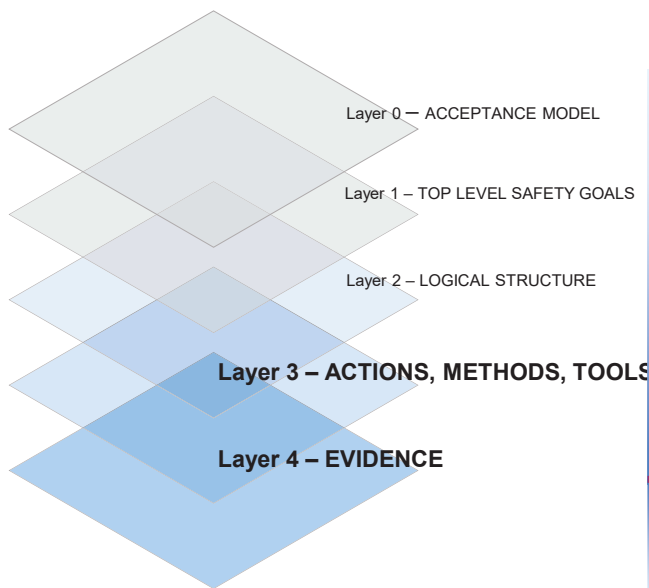 Layer 0 — ACCEPTANCE MODEL
Layer 1 – TOP LEVEL SAFETY GOALS
Layer 2 – LOGICAL STRUCTURE
Layer 3 – ACTIONS, METHODS, TOOLS
Layer 4 – EVIDENCE